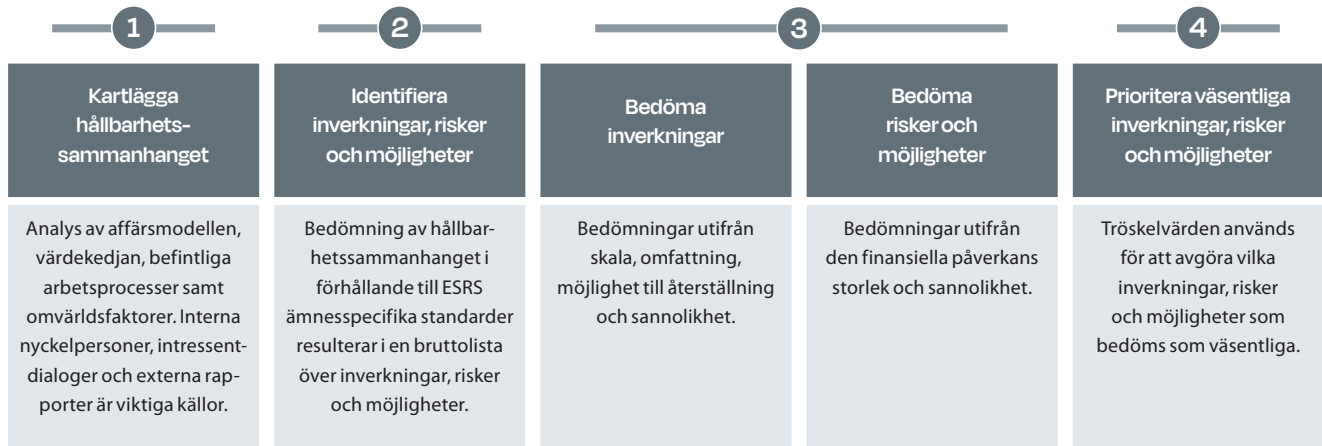 1
2
3
4
Kartlägga
hållbarhets-
sammanhanget
Identifiera
inverkningar, risker
och möjligheter
Bedöma
inverkningar
Bedöma
risker och
möjligheter
Prioritera väsentliga
inverkningar, risker
och möjligheter
Analys av affärsmodellen,
värdekedjan, befintliga
arbetsprocesser samt
omvärldsfaktorer. Interna
nyckelpersoner, intressent-
dialoger och externa rap-
porter är viktiga källor.
Bedömning av hållbar-
hetssammanhanget i
förhållande till ESRS
ämnesspecifika standarder
resulterar i en bruttolista
över inverkningar, risker
och möjligheter.
Bedömningar utifrån
skala, omfattning,
möjlighet till återställning
och sannolikhet.
Bedömningar utifrån
den finansiella påverkans
storlek och sannolikhet.
Tröskelvärden används
för att avgöra vilka
inverkningar, risker
och möjligheter som
bedöms som väsentliga.